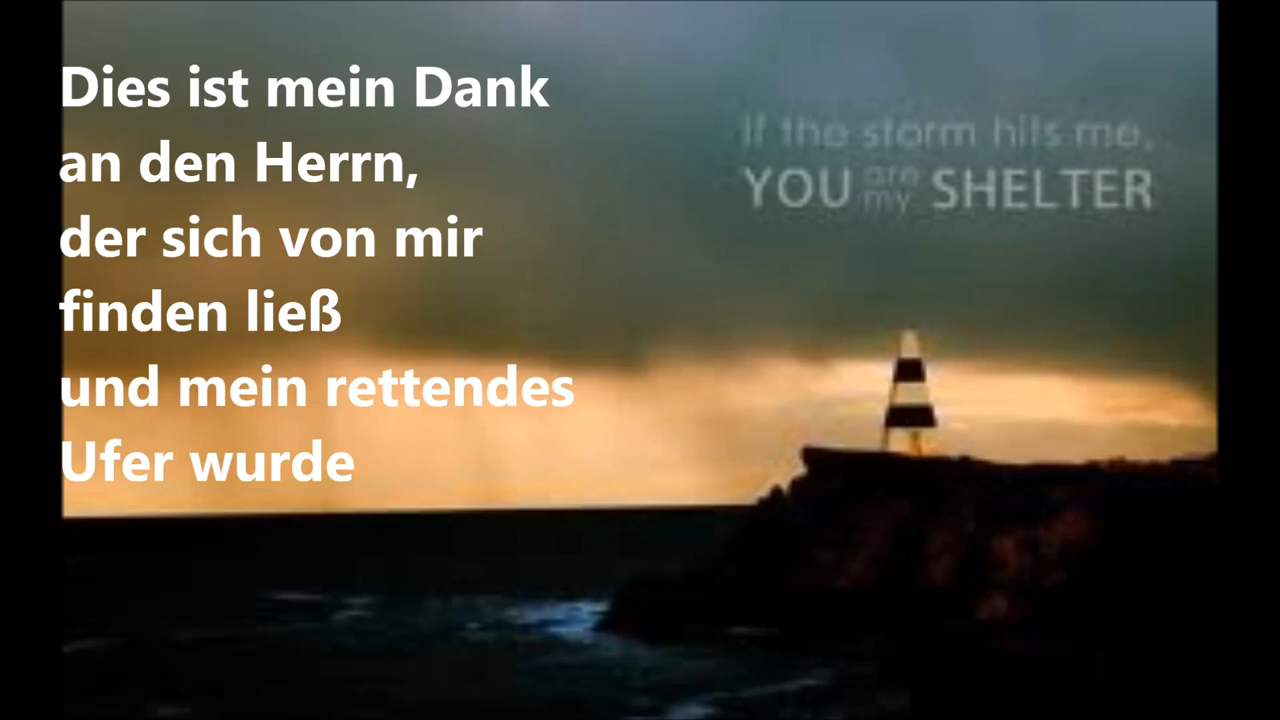 Dies ist mein Dank
an den Herrn,
der sich von mir
finden ließ
und mein rettendes
Ufer wurde
If the storm hits me,
YOU are my SHELTER